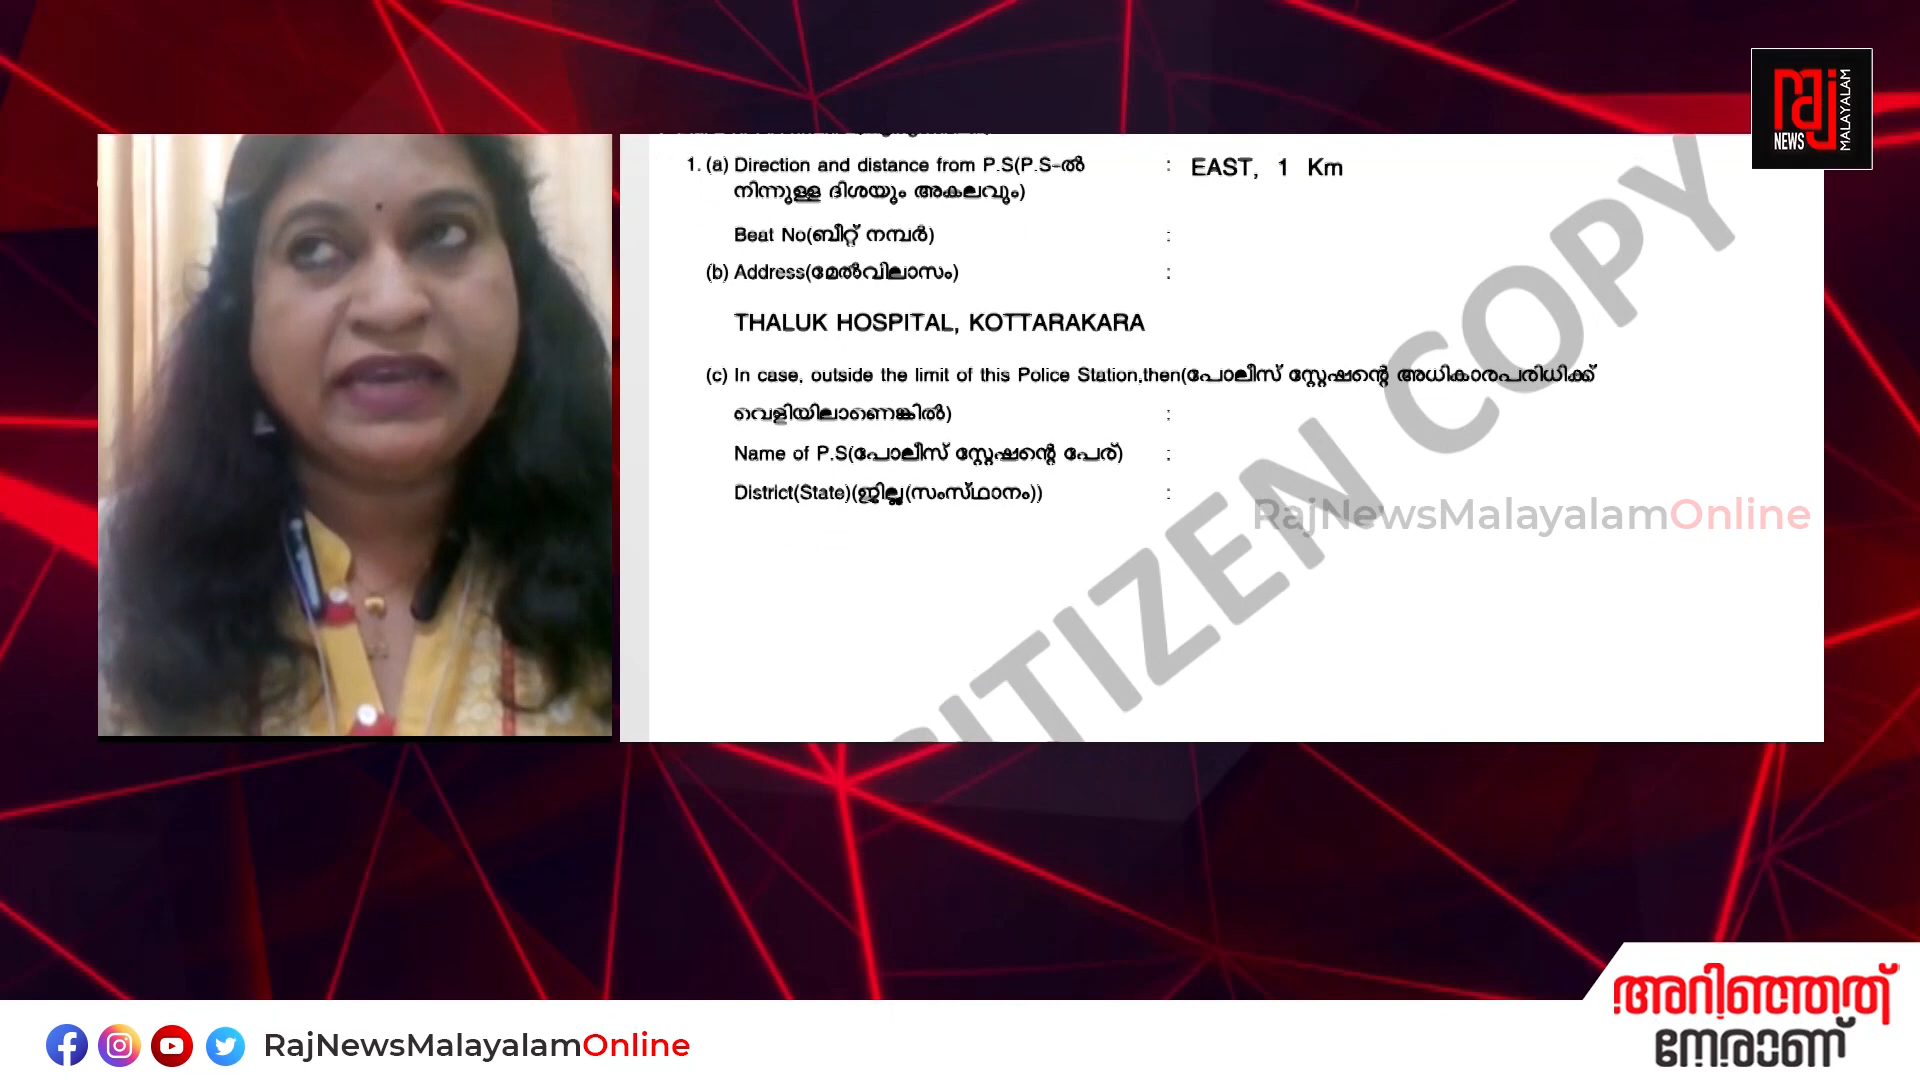 raj
NEWS
MALAYALAM
1. (a) Direction and distance from P.S(P.S-ൽ : EAST, 1 Km
നിന്നുള്ള ദിശയും അകലവും)
Beat No(ബീറ്റ് നമ്പർ) :
(b) Address(മേൽവിലാസം) :
THALUK HOSPITAL, KOTTARAKARA
(c) In case, outside the limit of this Police Station,then(പോലീസ് സ്റ്റേഷന്റെ അധികാരപരിധിക്ക്
വെളിയിലാണെങ്കിൽ) :
Name of P.S(പോലീസ് സ്റ്റേഷന്റെ പേര്) :
District(State)(ജില്ല(സംസ്ഥാനം)) :
CITIZEN COPY
RajNewsMalayalamOnline
അറിഞ്ഞത്
നേരാണ്
RajNewsMalayalamOnline